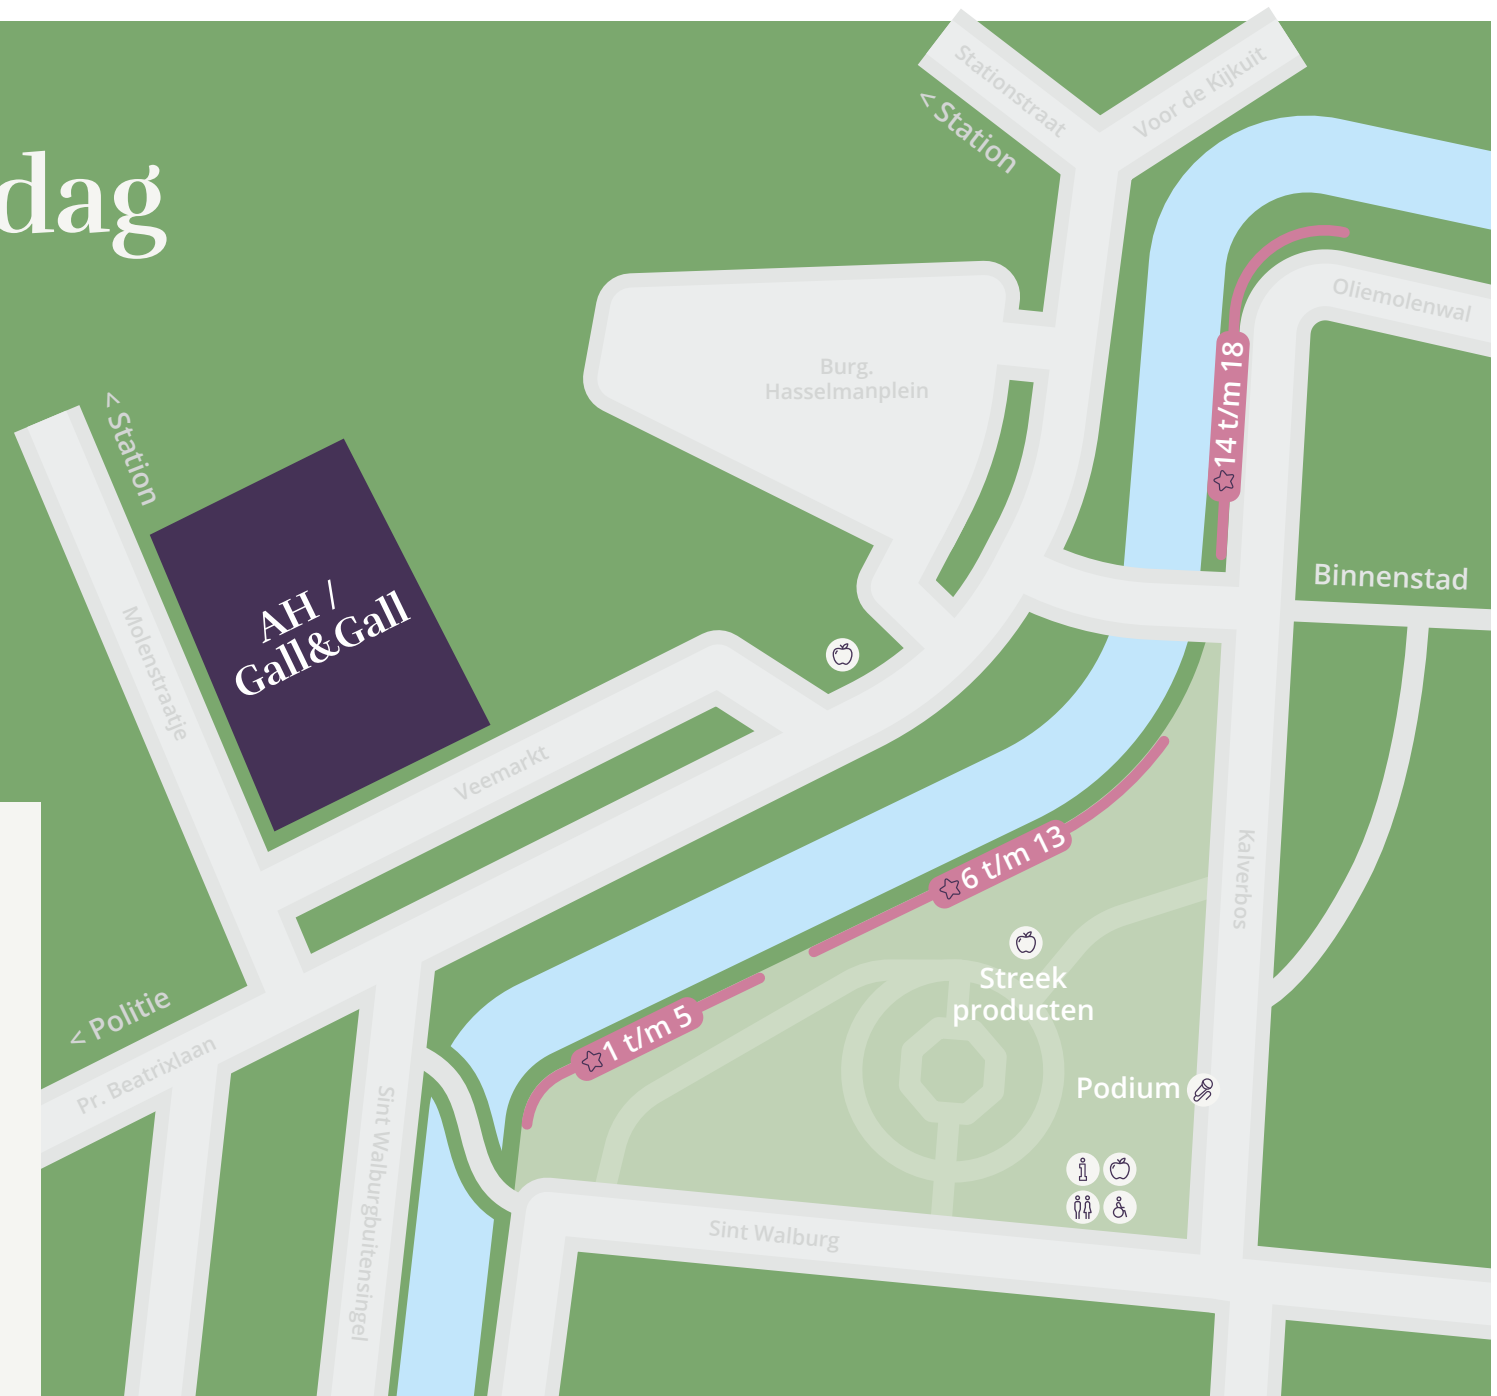 dag
Stationstraat
Voor de Kijkuit
< Station
Oliemolenwal
14 t/m 18
Burg.
Hasselmanplein
< Station
Binnenstad
AH /
Gall&Gall
Molenstraatje
Veemarkt
6 t/m 13
Kalverbos
Streek
producten
< Politie
1 t/m 5
Pr. Beatrixlaan
Podium
Sint Walburgbuitensingel
Sint Walburg